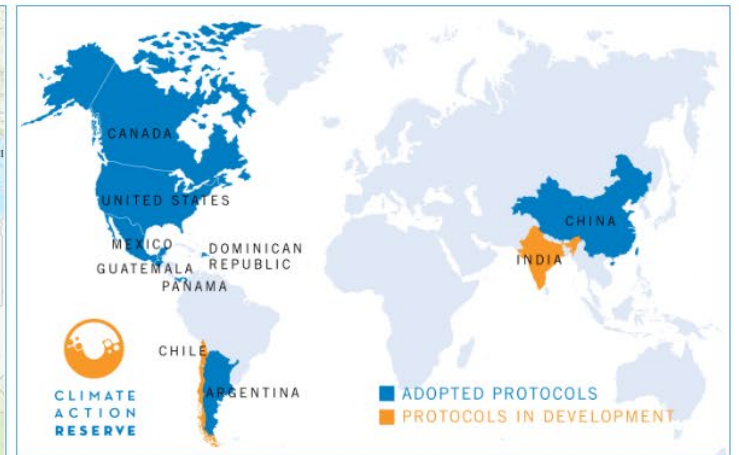 CANADA
UNITED STATES
MEXICO
DOMINICAN
REPUBLIC
GUATEMALA
PANAMA
CHINA
INDIA
CHILE
ARGENTINA
CLIMATE
ACTION
RESERVE
ADOPTED PROTOCOLS
PROTOCOLS IN DEVELOPMENT